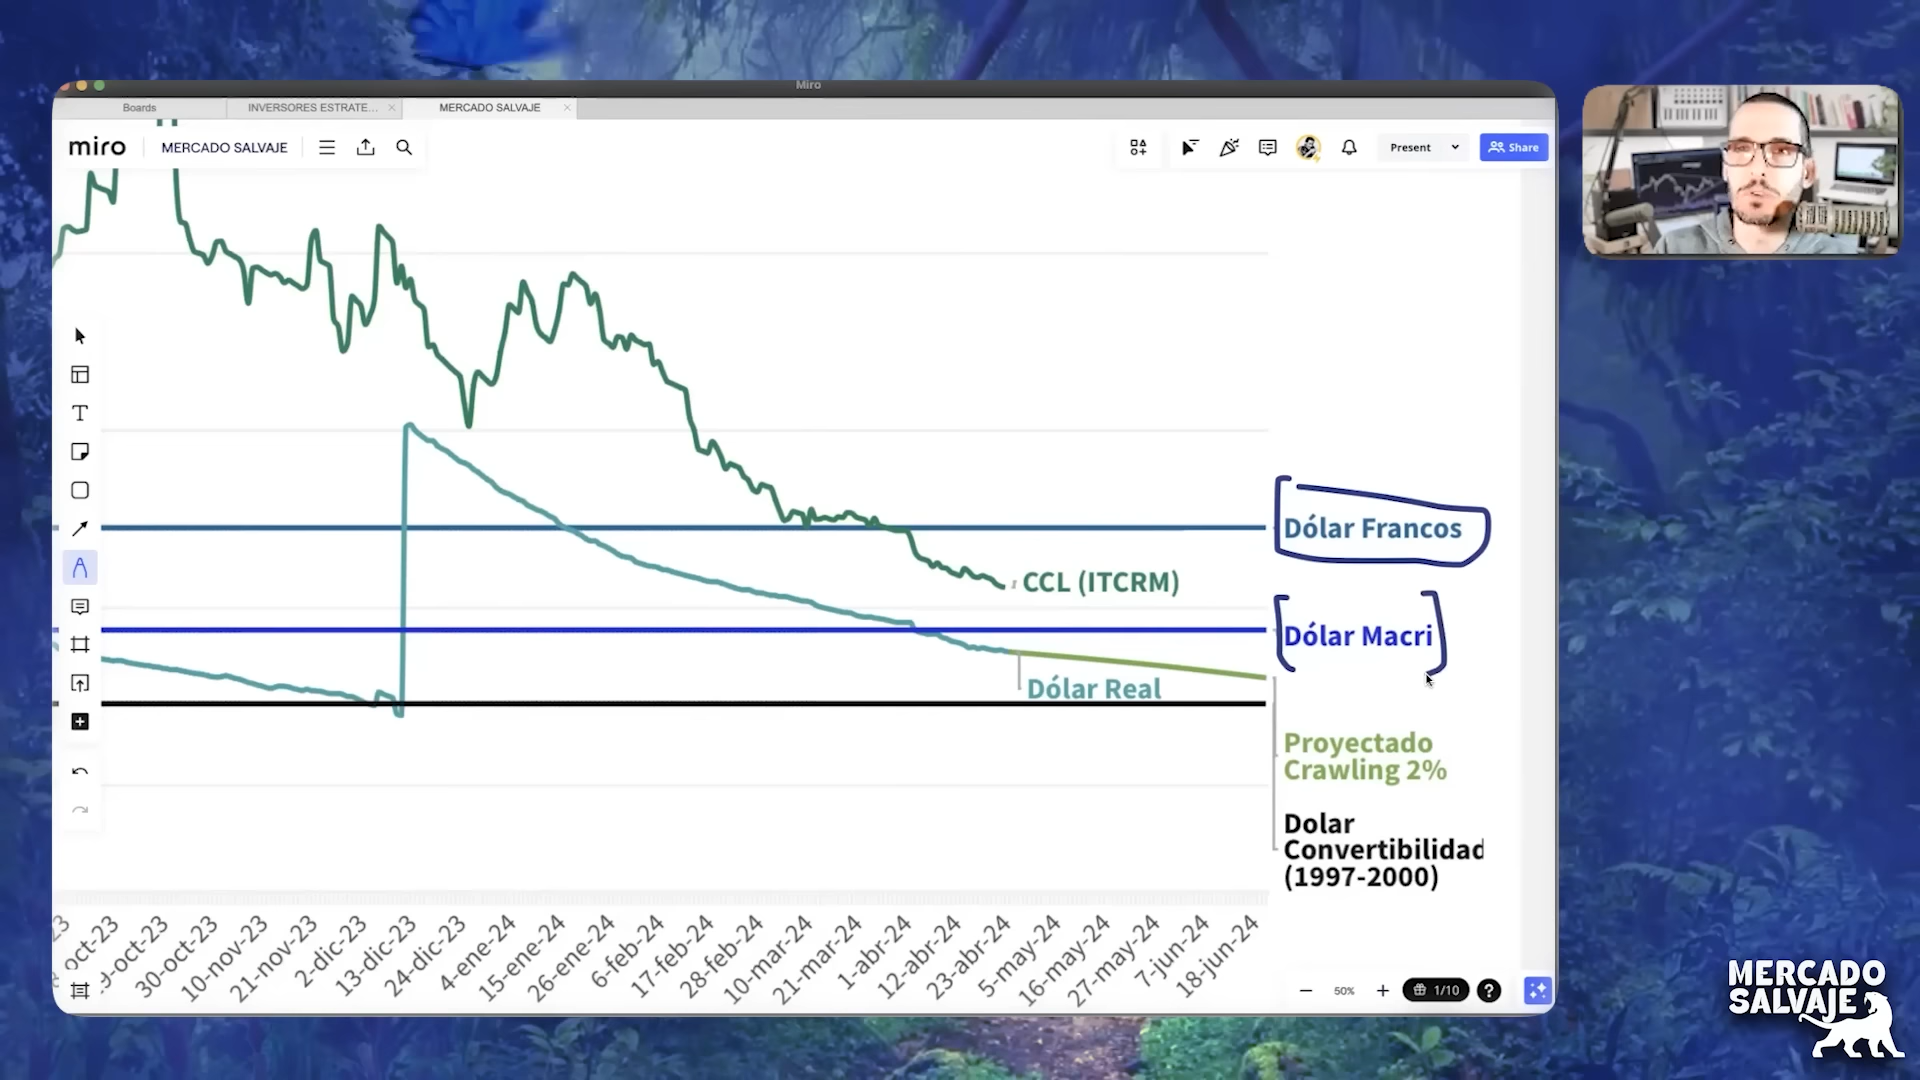 Miro
Boards
INVERSORES ESTRATE...
MERCADO SALVAJE
miro
MERCADO SALVAJE
Present
Share
T
Dólar Francos
CCL (ITCRM)
Dólar Macri
Dólar Real
Proyectado
Crawling 2%
Dolar
Convertibilidad
(1997-2000)
30-oct-23
10-nov-23
21-nov-23
2-dic-23
13-dic-23
24-dic-23
4-ene-24
15-ene-24
26-ene-24
6-feb-24
17-feb-24
28-feb-24
10-mar-24
21-mar-24
1-abr-24
12-abr-24
23-abr-24
5-may-24
16-may-24
27-may-24
7-jun-24
18-jun-24
50%
1/10
?
MERCADO
SALVAJE